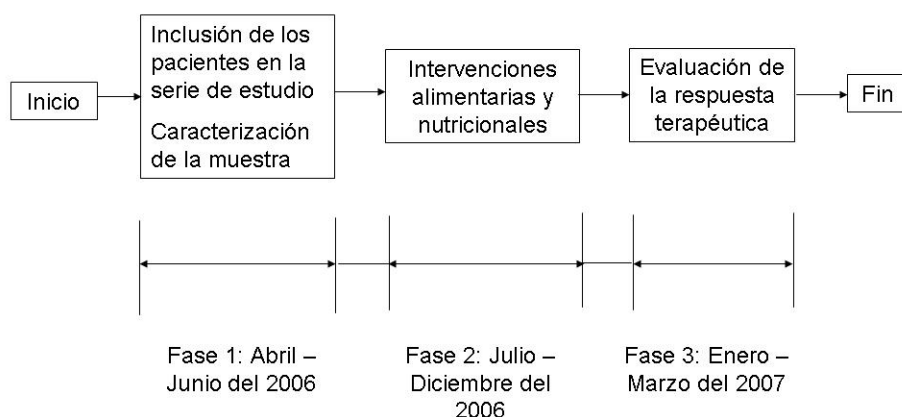 Inicio
Inclusión de los
pacientes en la
serie de estudio
Caracterización
de la muestra
Intervenciones
alimentarias y
nutricionales
Evaluación de
la respuesta
terapéutica
Fin
Fase 1: Abril –
Junio del 2006
Fase 2: Julio –
Diciembre del
2006
Fase 3: Enero –
Marzo del 2007